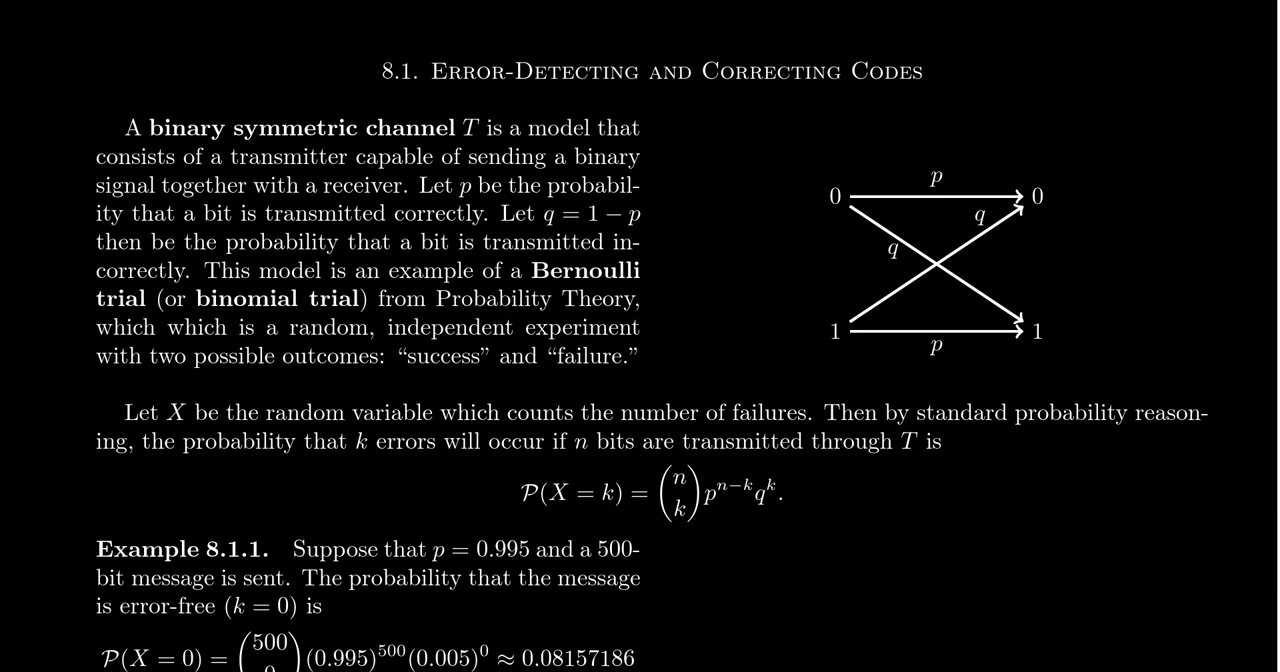 8.1. Error-Detecting and Correcting Codes
A binary symmetric channel T is a model that
consists of a transmitter capable of sending a binary
signal together with a receiver. Let p be the probabil-
ity that a bit is transmitted correctly. Let q = 1 − p
then be the probability that a bit is transmitted in-
correctly. This model is an example of a Bernoulli
trial (or binomial trial) from Probability Theory,
which which is a random, independent experiment
with two possible outcomes: “success” and “failure.”
p
0 0
q
q
1 1
p
Let X be the random variable which counts the number of failures. Then by standard probability reason-
ing, the probability that k errors will occur if n bits are transmitted through T is
𝒫(X = k) = (n k) pⁿ⁻ᵏqᵏ.
Example 8.1.1. Suppose that p = 0.995 and a 500-
bit message is sent. The probability that the message
is error-free (k = 0) is
𝒫(X = 0) = (500 0) (0.995)⁵⁰⁰(0.005)⁰ ≈ 0.08157186